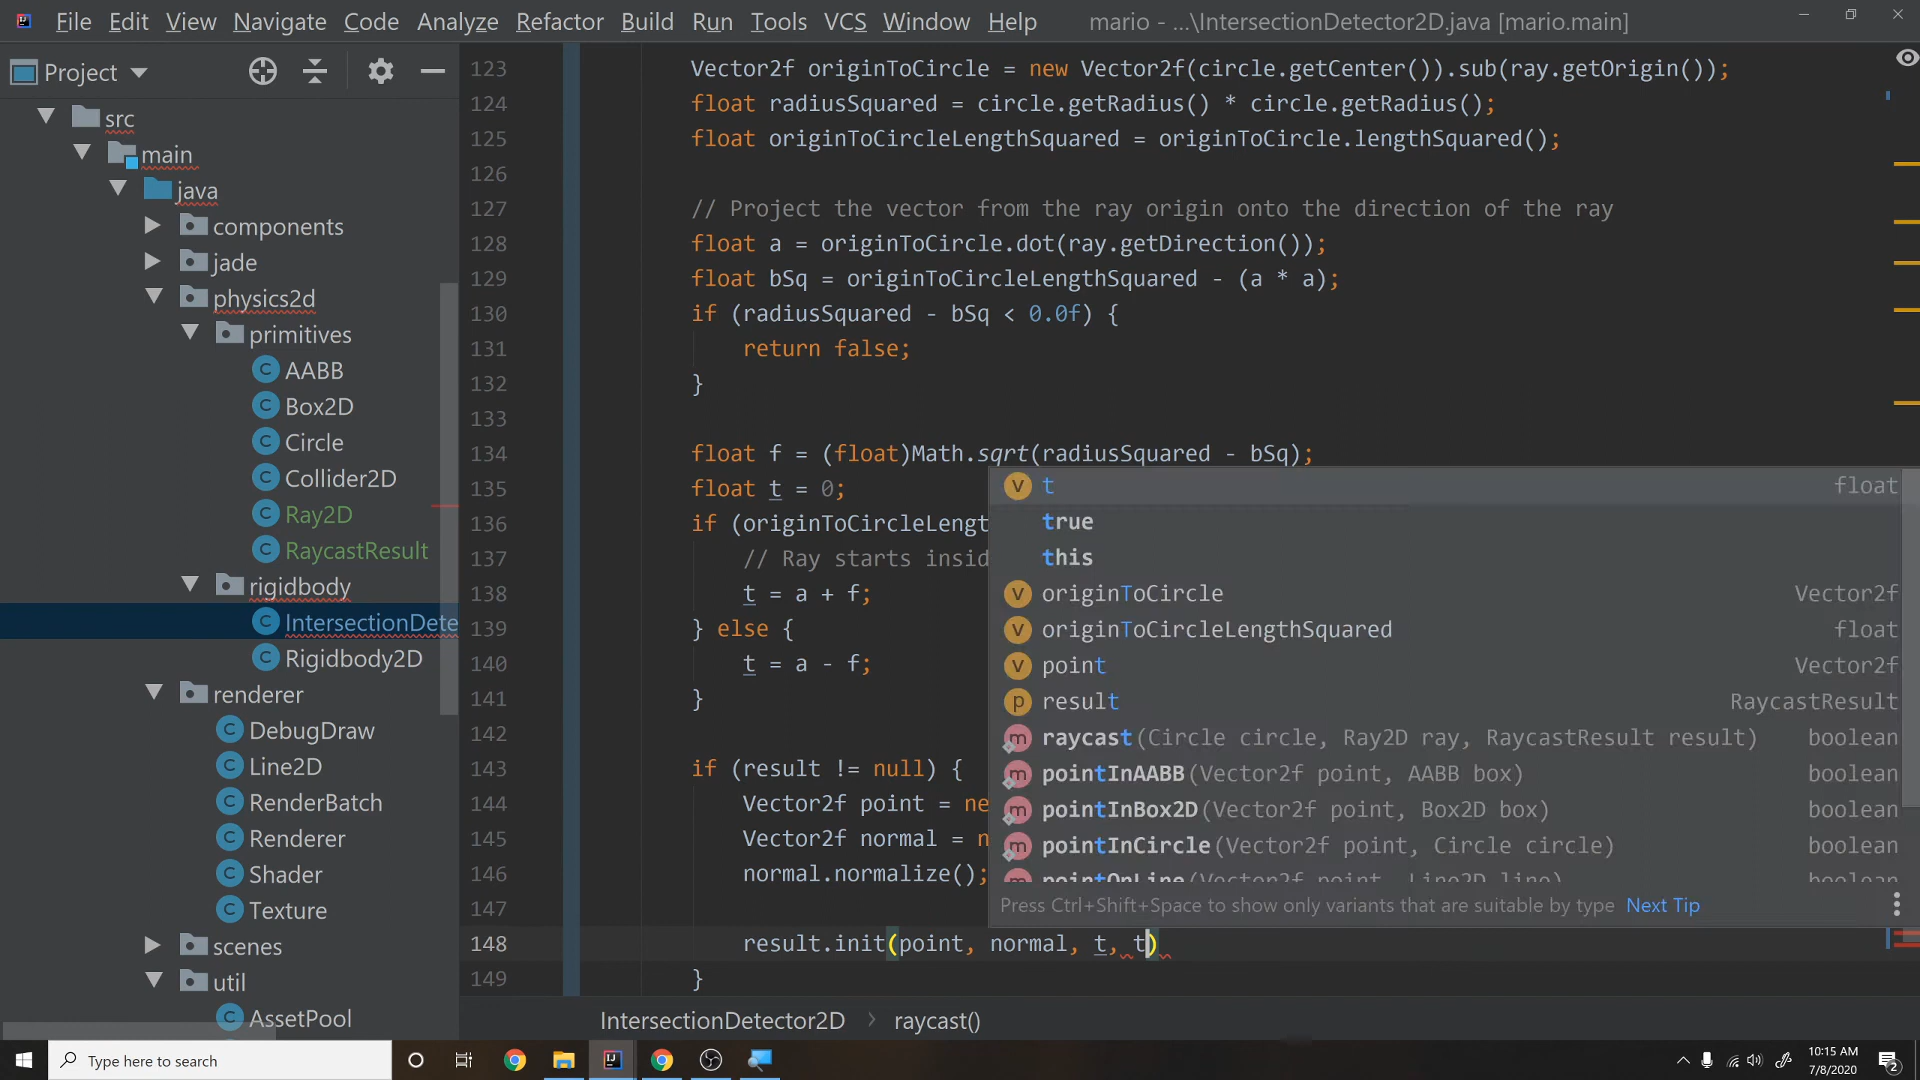 File Edit View Navigate Code Analyze Refactor Build Run Tools VCS Window Help mario - ...\IntersectionDetector2D.java [mario.main]
Project
src
main
java
components
jade
physics2d
primitives
AABB
Box2D
Circle
Collider2D
Ray2D
RaycastResult
rigidbody
IntersectionDete
Rigidbody2D
renderer
DebugDraw
Line2D
RenderBatch
Renderer
Shader
Texture
scenes
util
AssetPool
123 Vector2f originToCircle = new Vector2f(circle.getCenter()).sub(ray.getOrigin());
124 float radiusSquared = circle.getRadius() * circle.getRadius();
125 float originToCircleLengthSquared = originToCircle.lengthSquared();
126
127 // Project the vector from the ray origin onto the direction of the ray
128 float a = originToCircle.dot(ray.getDirection());
129 float bSq = originToCircleLengthSquared - (a * a);
130 if (radiusSquared - bSq < 0.0f) {
131 return false;
132 }
133
134 float f = (float)Math.sqrt(radiusSquared - bSq);
135 float t = 0;
136 if (originToCircleLengt
137 // Ray starts insid
138 t = a + f;
139 } else {
140 t = a - f;
141 }
142
143 if (result != null) {
144 Vector2f point = ne
145 Vector2f normal = n
146 normal.normalize();
147
148 result.init(point, normal, t, t)
149 }
t float
true
this
originToCircle Vector2f
originToCircleLengthSquared float
point Vector2f
result RaycastResult
raycast(Circle circle, Ray2D ray, RaycastResult result) boolean
pointInAABB(Vector2f point, AABB box) boolean
pointInBox2D(Vector2f point, Box2D box) boolean
pointInCircle(Vector2f point, Circle circle) boolean
pointOnLine(Vector2f point, Line2D line) boolean
Press Ctrl+Shift+Space to show only variants that are suitable by type Next Tip
IntersectionDetector2D > raycast()
Type here to search
10:15 AM
7/8/2020
2